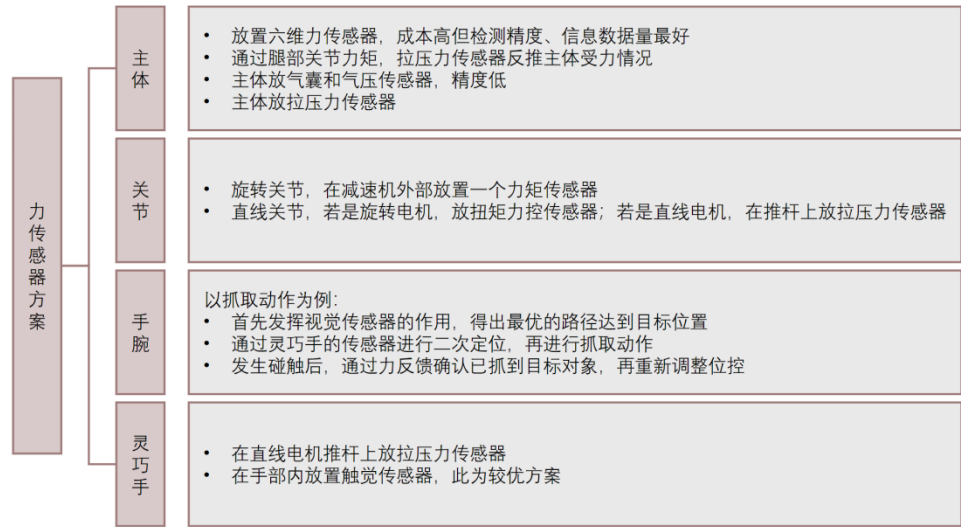 力传感器方案
主体
• 放置六维力传感器，成本高但检测精度、信息数据量最好
• 通过腿部关节力矩，拉压力传感器反推主体受力情况
• 主体放气囊和气压传感器，精度低
• 主体放拉压力传感器
关节
• 旋转关节，在减速机外部放置一个力矩传感器
• 直线关节，若是旋转电机，放扭矩力控传感器；若是直线电机，在推杆上放拉压力传感器
手腕
以抓取动作为例：
• 首先发挥视觉传感器的作用，得出最优的路径达到目标位置
• 通过灵巧手的传感器进行二次定位，再进行抓取动作
• 发生碰触后，通过力反馈确认已抓到目标对象，再重新调整位控
灵巧手
• 在直线电机推杆上放拉压力传感器
• 在手部内放置触觉传感器，此为较优方案